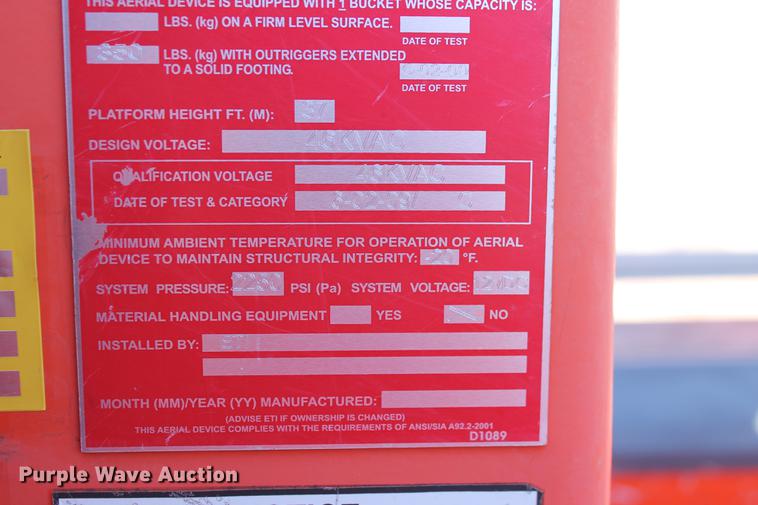 THIS AERIAL DEVICE IS EQUIPPED WITH 1 BUCKET WHOSE CAPACITY IS:
LBS. (kg) ON A FIRM LEVEL SURFACE.
DATE OF TEST
350 LBS. (kg) WITH OUTRIGGERS EXTENDED
TO A SOLID FOOTING.
DATE OF TEST
PLATFORM HEIGHT FT. (M): 37
DESIGN VOLTAGE: 46KVAC
QUALIFICATION VOLTAGE 46KVAC
DATE OF TEST & CATEGORY
MINIMUM AMBIENT TEMPERATURE FOR OPERATION OF AERIAL
DEVICE TO MAINTAIN STRUCTURAL INTEGRITY: °F.
SYSTEM PRESSURE: PSI (Pa) SYSTEM VOLTAGE:
MATERIAL HANDLING EQUIPMENT YES NO
INSTALLED BY: ETI
MONTH (MM)/YEAR (YY) MANUFACTURED:
(ADVISE ETI IF OWNERSHIP IS CHANGED)
THIS AERIAL DEVICE COMPLIES WITH THE REQUIREMENTS OF ANSI/SIA A92.2-2001
D1089
Purple Wave Auction